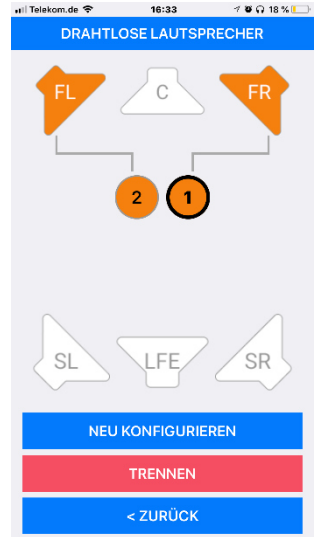 Telekom.de 16:33 18 %
DRAHTLOSE LAUTSPRECHER
FL C FR
2 1
SL LFE SR
NEU KONFIGURIEREN
TRENNEN
< ZURÜCK